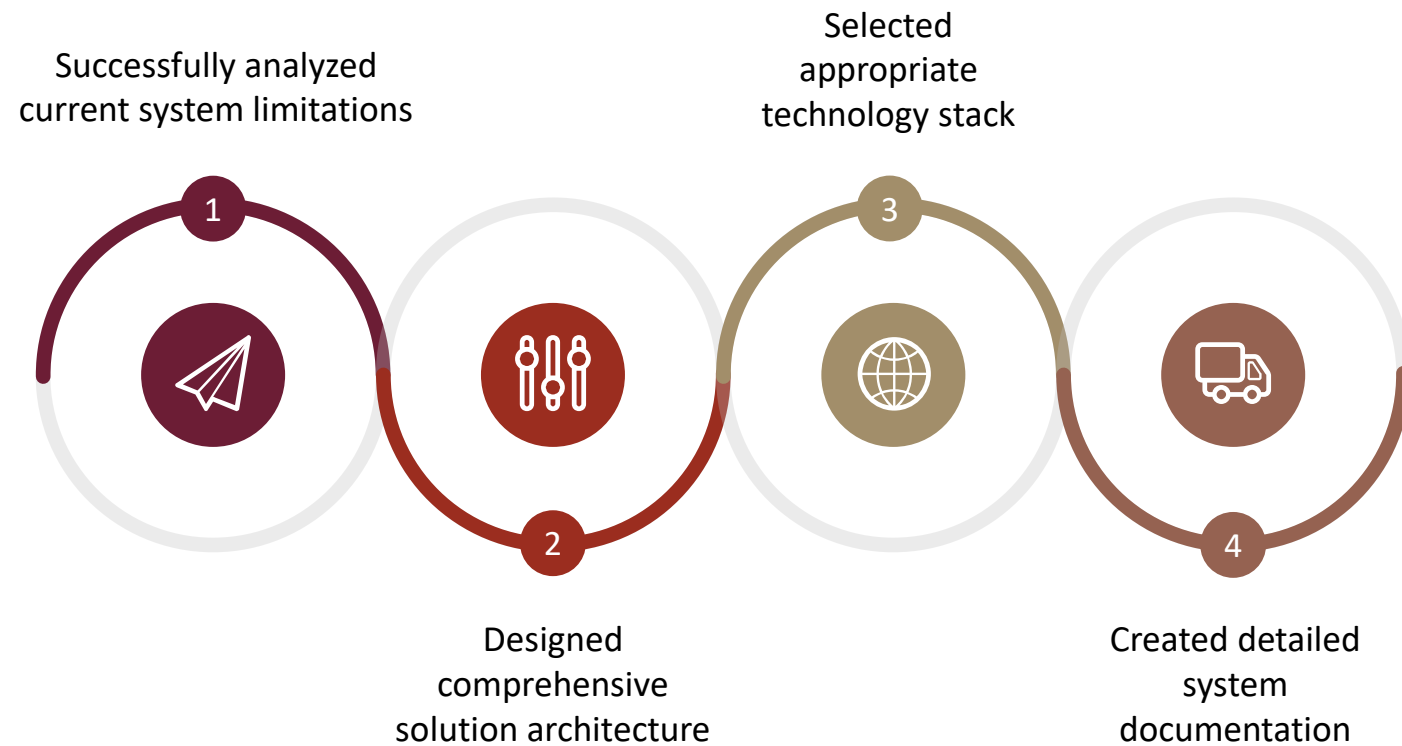 Successfully analyzed
current system limitations
1
Designed
comprehensive
solution architecture
2
Selected
appropriate
technology stack
3
Created detailed
system
documentation
4